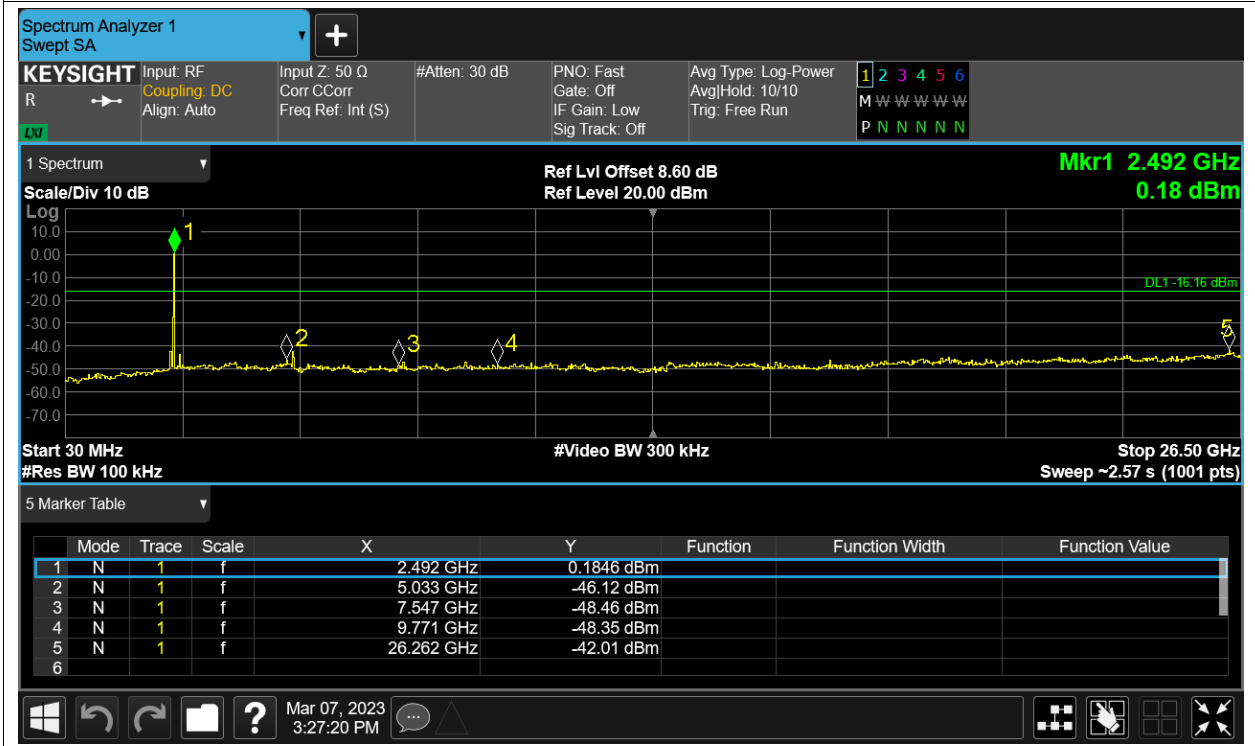 Spectrum Analyzer 1
Swept SA
+
KEYSIGHT
R
LXI
Input: RF
Coupling: DC
Align: Auto
Input Z: 50 Ω
Corr CCorr
Freq Ref: Int (S)
#Atten: 30 dB
PNO: Fast
Gate: Off
IF Gain: Low
Sig Track: Off
Avg Type: Log-Power
Avg|Hold: 10/10
Trig: Free Run
1 2 3 4 5 6
M W W W W W
P N N N N N
1 Spectrum
Scale/Div 10 dB
Ref Lvl Offset 8.60 dB
Ref Level 20.00 dBm
Mkr1 2.492 GHz
0.18 dBm
Log
10.0
0.00
-10.0
-20.0
-30.0
-40.0
-50.0
-60.0
-70.0
1
2
3
4
5
DL1 -16.16 dBm
Start 30 MHz
#Video BW 300 kHz
Stop 26.50 GHz
#Res BW 100 kHz
Sweep ~2.57 s (1001 pts)
5 Marker Table
Mode Trace Scale X Y Function Function Width Function Value
1 N 1 f 2.492 GHz 0.1846 dBm
2 N 1 f 5.033 GHz -46.12 dBm
3 N 1 f 7.547 GHz -48.46 dBm
4 N 1 f 9.771 GHz -48.35 dBm
5 N 1 f 26.262 GHz -42.01 dBm
6
?
Mar 07, 2023
3:27:20 PM